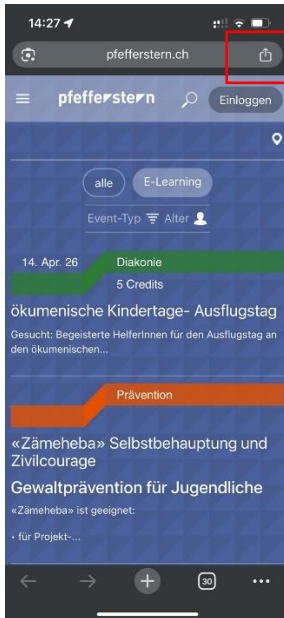 14:27
pfefferstern.ch
pfefferstern
Einloggen
alle
E-Learning
Event-Typ
Alter
14. Apr. 26
Diakonie
5 Credits
ökumenische Kindertage- Ausflugstag
Gesucht: Begeisterte HelferInnen für den Ausflugstag an
den ökumenischen...
Prävention
«Zämeheba» Selbstbehauptung und
Zivilcourage
Gewaltprävention für Jugendliche
«Zämeheba» ist geeignet:
• für Projekt-...
30